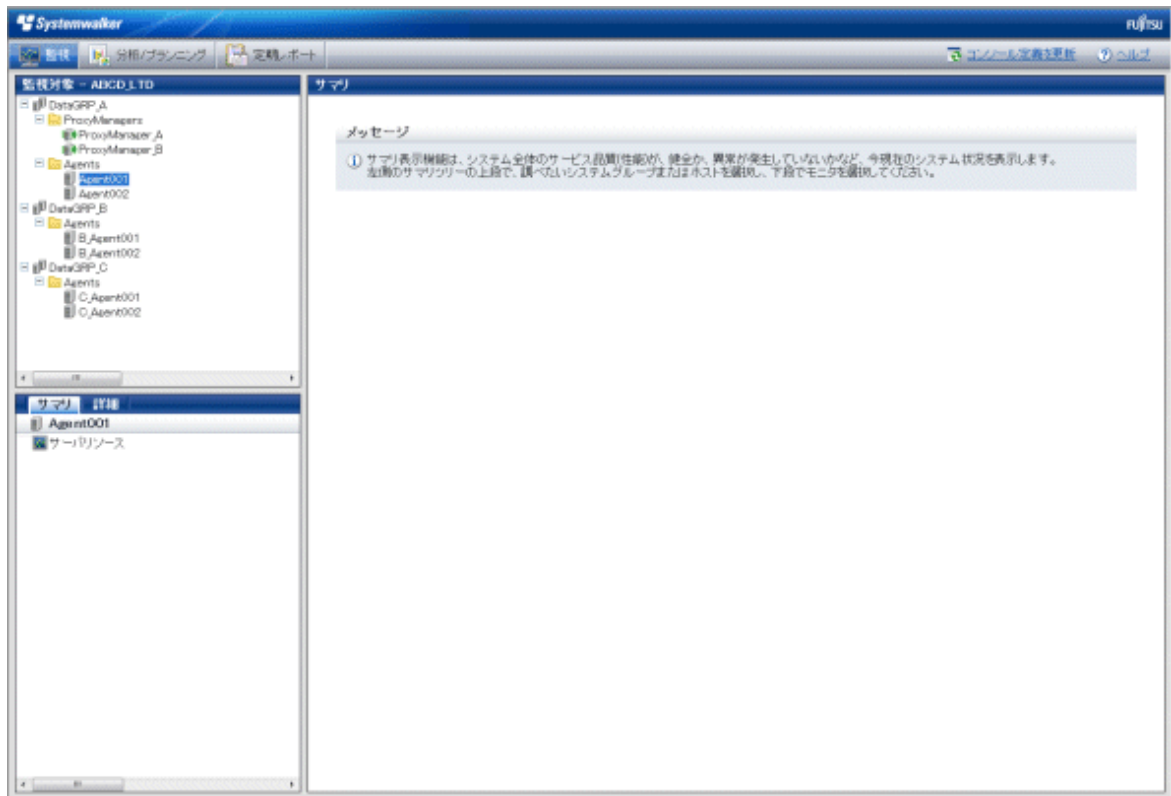 Systemwalker
FUJITSU
監視 分析/プランニング 定期レポート コンソール定義を更新 ヘルプ
監視対象 - ABCD_LTD
サマリ
DataGRP_A
ProxyManagers
ProxyManager_A
ProxyManager_B
Agents
Agent001
Agent002
DataGRP_B
Agents
B_Agent001
B_Agent002
DataGRP_C
Agents
C_Agent001
C_Agent002
サマリ 詳細
Agent001
サーバリソース
メッセージ
サマリ表示機能は、システム全体のサービス品質(性能)が、健全か、異常が発生していないかなど、今現在のシステム状況を表示します。
左側のサマリツリーの上段で、調べたいシステムグループまたはホストを選択し、下段でモニタを選択してください。